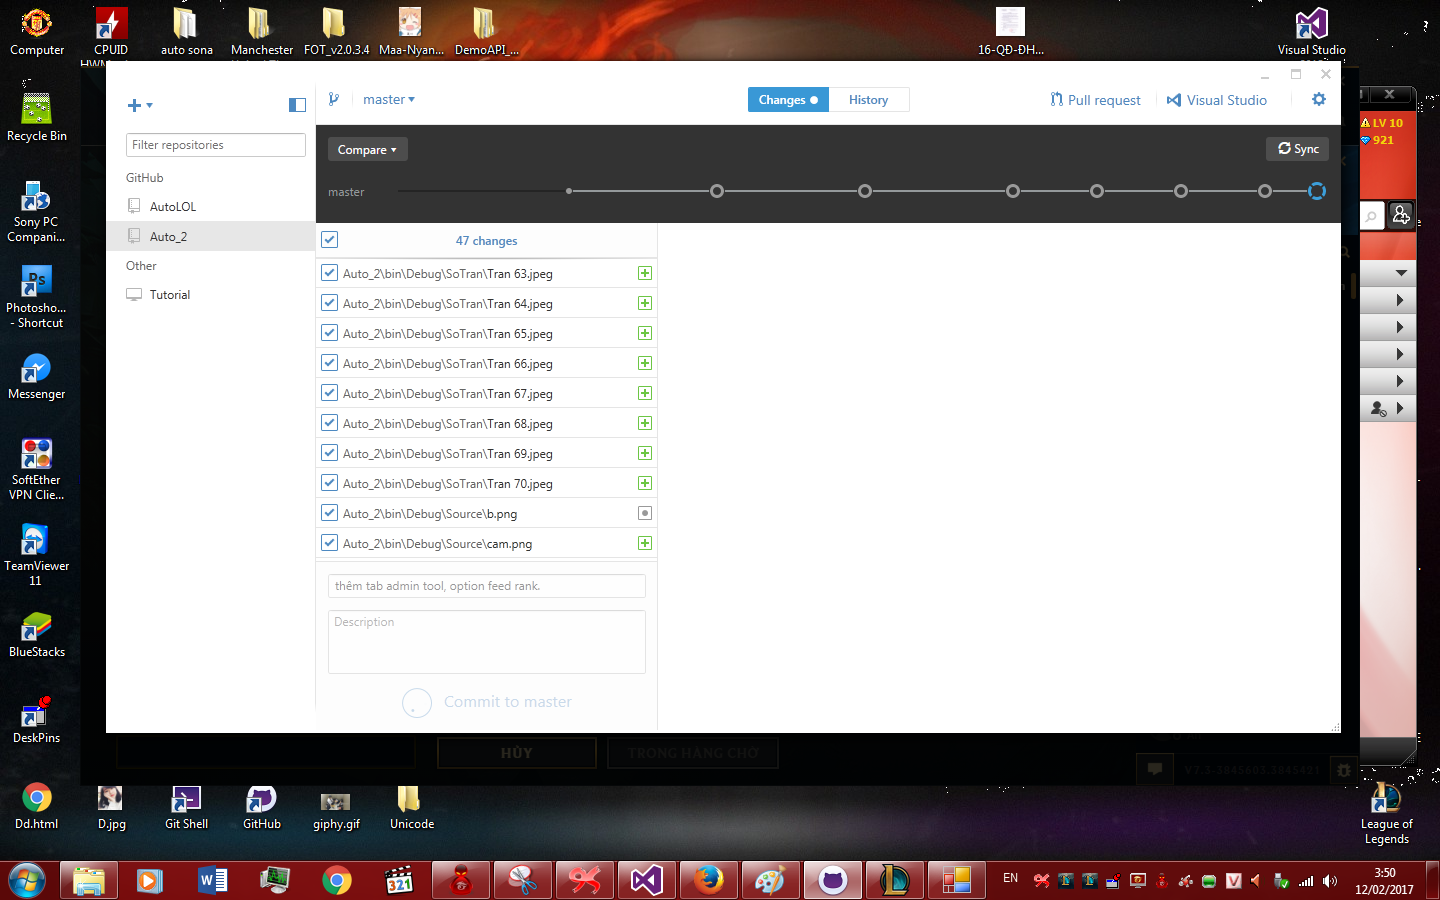 Computer
CPUID
HWM
auto sona
Manchester
FOT_v2.0.3.4
Maa-Nyan...
DemoAPI_...
16-QĐ-ĐH...
Visual Studio
Recycle Bin
Sony PC
Compani...
Photosho...
- Shortcut
Messenger
SoftEther
VPN Clie...
TeamViewer
11
BlueStacks
DeskPins
master
Changes
History
Pull request
Visual Studio
Filter repositories
GitHub
AutoLOL
Auto_2
Other
Tutorial
Compare
Sync
master
47 changes
Auto_2\bin\Debug\SoTran\Tran 63.jpeg
Auto_2\bin\Debug\SoTran\Tran 64.jpeg
Auto_2\bin\Debug\SoTran\Tran 65.jpeg
Auto_2\bin\Debug\SoTran\Tran 66.jpeg
Auto_2\bin\Debug\SoTran\Tran 67.jpeg
Auto_2\bin\Debug\SoTran\Tran 68.jpeg
Auto_2\bin\Debug\SoTran\Tran 69.jpeg
Auto_2\bin\Debug\SoTran\Tran 70.jpeg
Auto_2\bin\Debug\Source\b.png
Auto_2\bin\Debug\Source\cam.png
thêm tab admin tool, option feed rank.
Description
Commit to master
LV 10
921
HỦY
TRONG HÀNG CHỜ
Dd.html
D.jpg
Git Shell
GitHub
giphy.gif
Unicode
League of
Legends
321
EN
3:50
12/02/2017